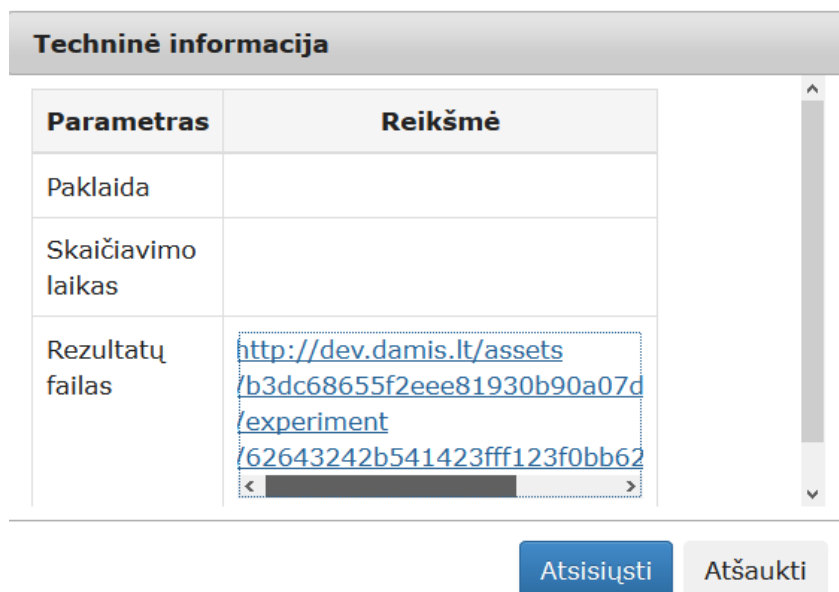 Techninė informacija
Parametras Reikšmė
Paklaida
Skaičiavimo
laikas
Rezultatų
failas
http://dev.damis.lt/assets
/b3dc68655f2eee81930b90a07d
/experiment
/62643242b541423fff123f0bb62
Atsisiųsti Atšaukti